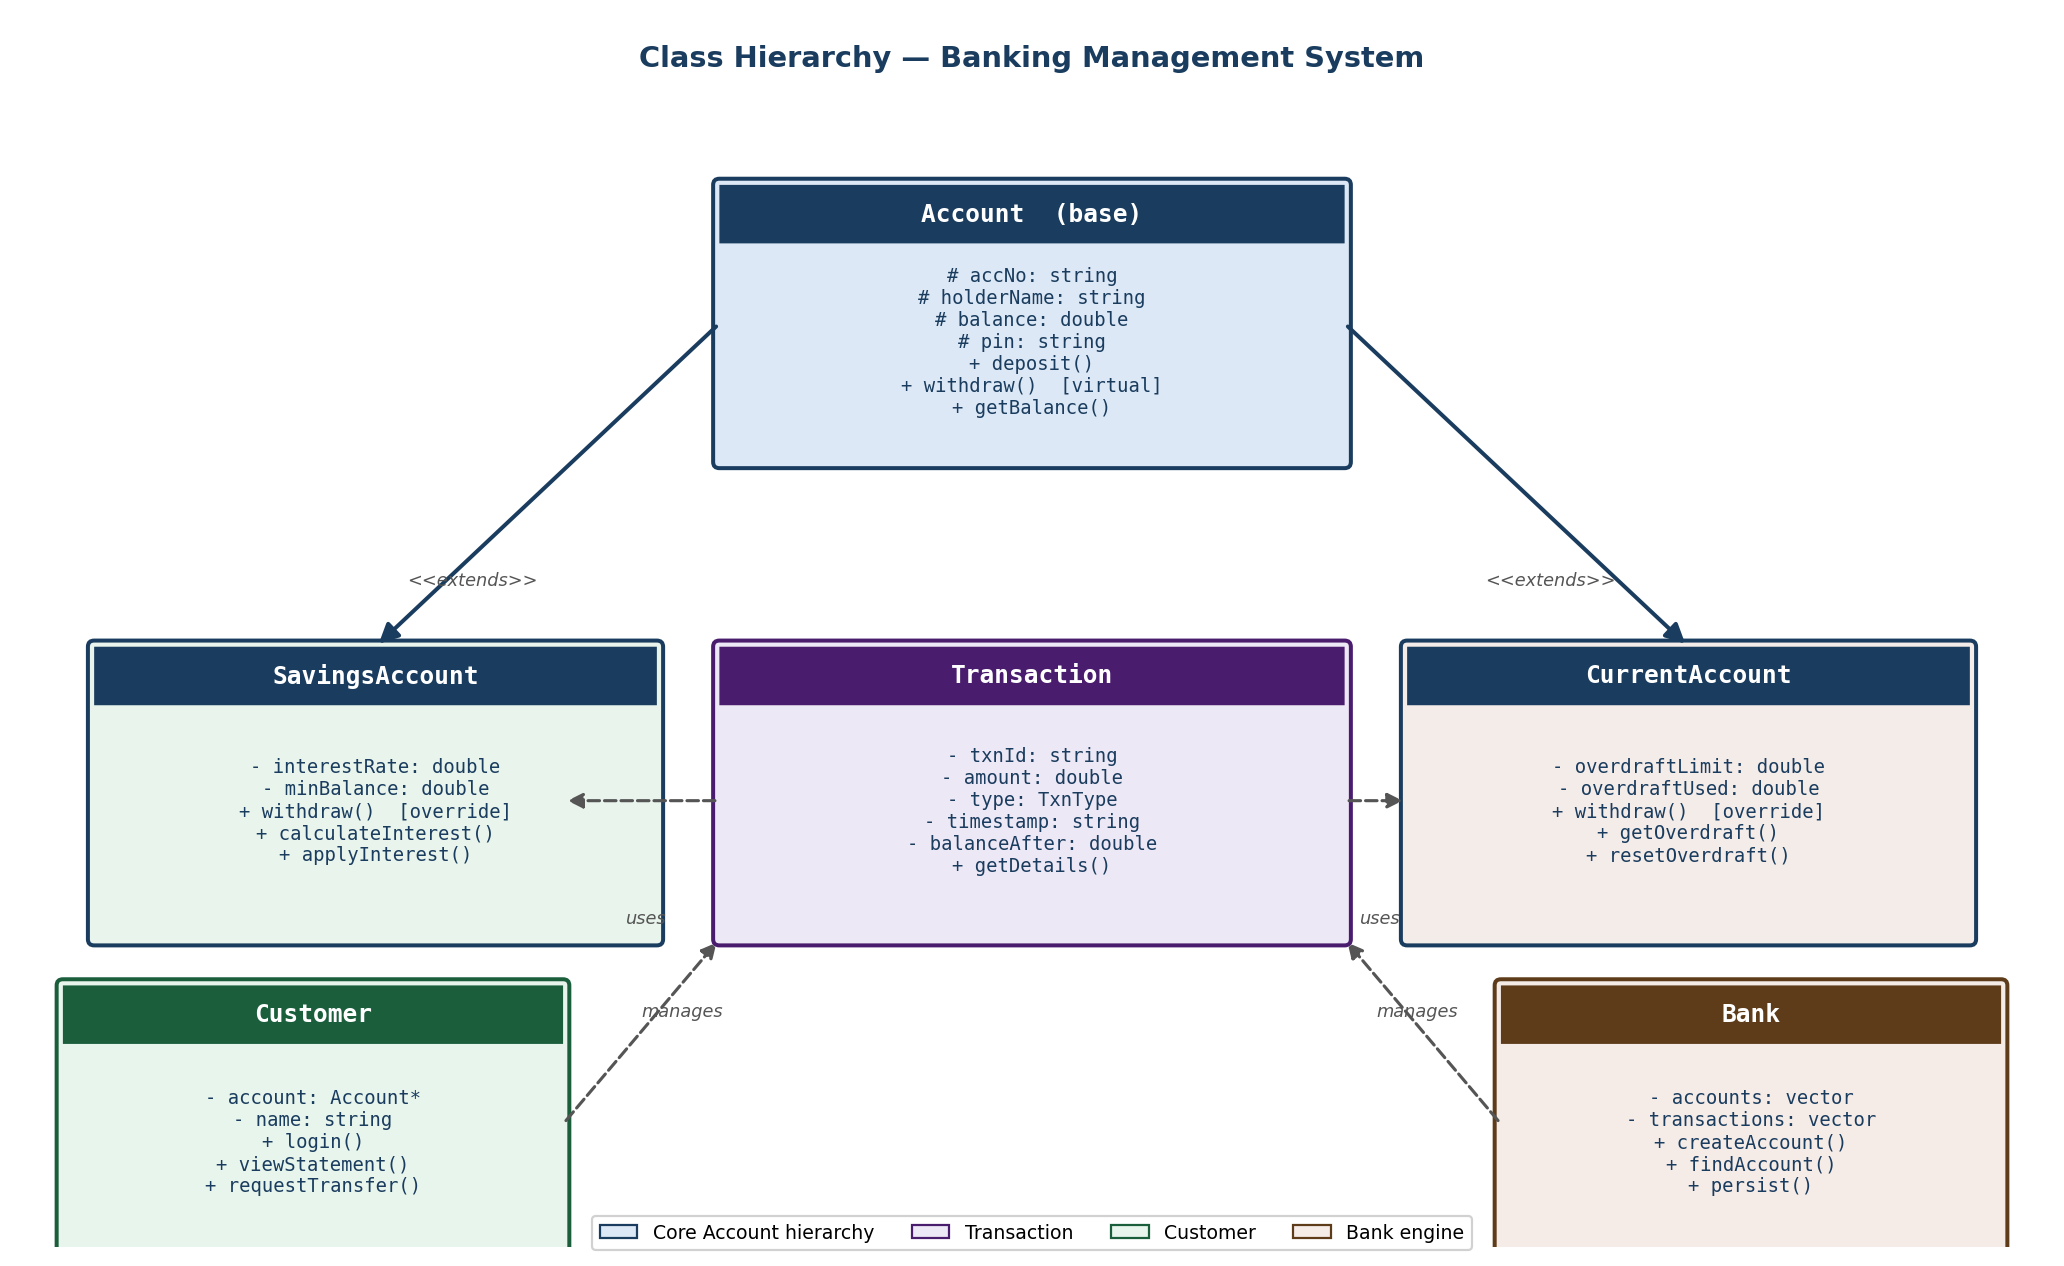 Class Hierarchy — Banking Management System
Account  (base)
# accNo: string
# holderName: string
# balance: double
# pin: string
+ deposit()
+ withdraw()  [virtual]
+ getBalance()
<<extends>>
<<extends>>
SavingsAccount
- interestRate: double
- minBalance: double
+ withdraw()  [override]
+ calculateInterest()
+ applyInterest()
Transaction
- txnId: string
- amount: double
- type: TxnType
- timestamp: string
- balanceAfter: double
+ getDetails()
CurrentAccount
- overdraftLimit: double
- overdraftUsed: double
+ withdraw()  [override]
+ getOverdraft()
+ resetOverdraft()
uses
uses
manages
manages
Customer
- account: Account*
- name: string
+ login()
+ viewStatement()
+ requestTransfer()
Bank
- accounts: vector
- transactions: vector
+ createAccount()
+ findAccount()
+ persist()
Core Account hierarchy
Transaction
Customer
Bank engine